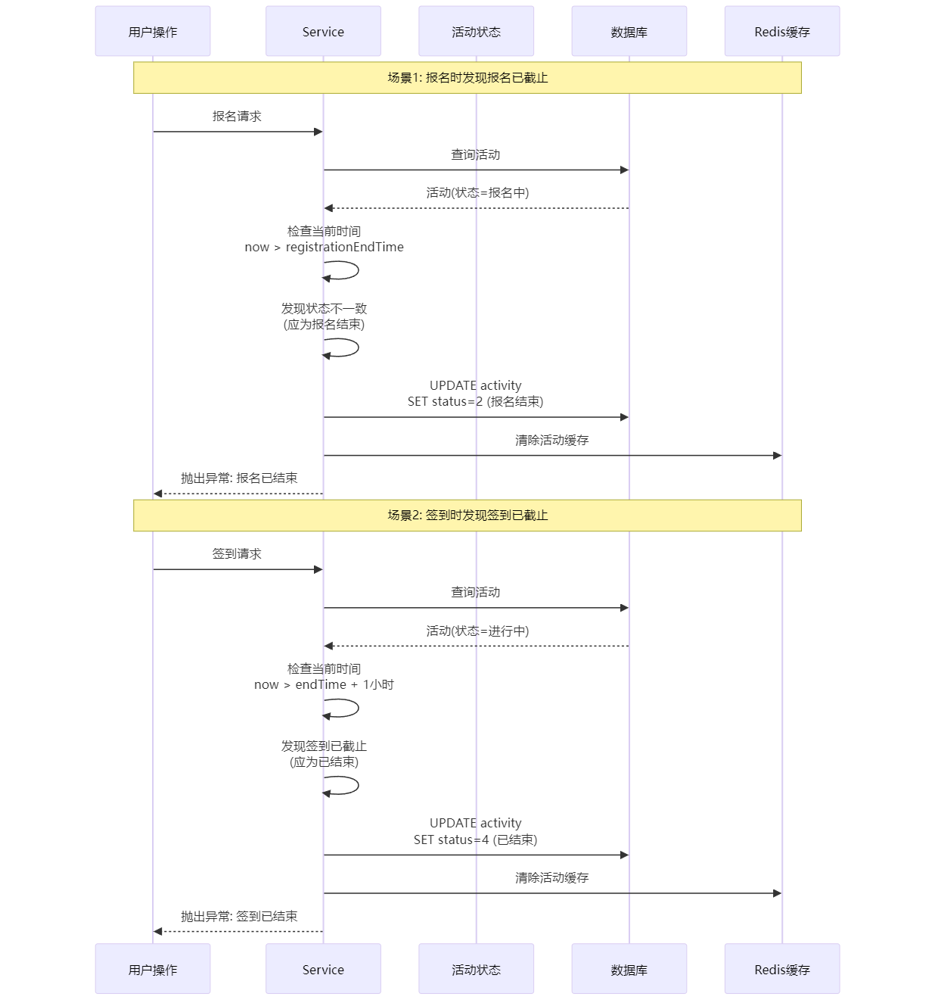 用户操作
Service
活动状态
数据库
Redis缓存
场景1: 报名时发现报名已截止
报名请求
查询活动
活动(状态=报名中)
检查当前时间
now > registrationEndTime
发现状态不一致
(应为报名结束)
UPDATE activity
SET status=2 (报名结束)
清除活动缓存
抛出异常: 报名已结束
场景2: 签到时发现签到已截止
签到请求
查询活动
活动(状态=进行中)
检查当前时间
now > endTime + 1小时
发现签到已截止
(应为已结束)
UPDATE activity
SET status=4 (已结束)
清除活动缓存
抛出异常: 签到已结束
用户操作
Service
活动状态
数据库
Redis缓存